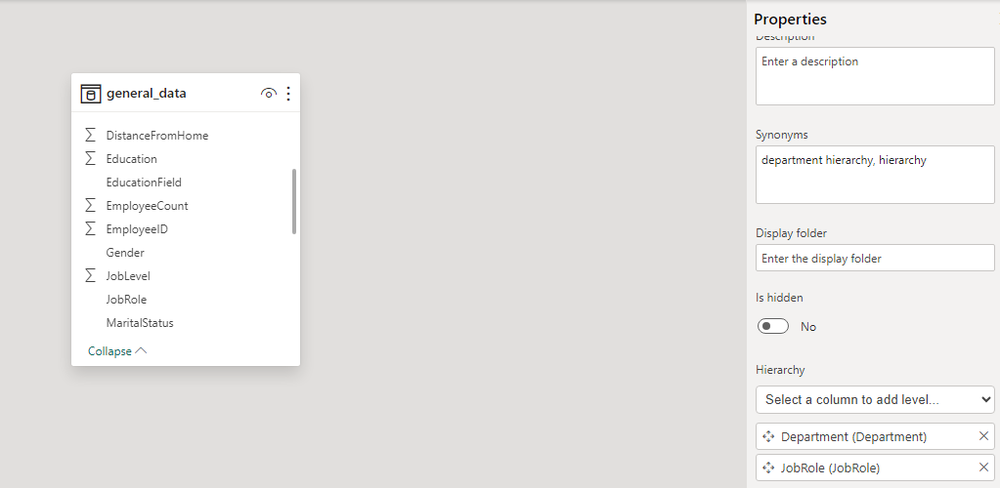 general_data
DistanceFromHome
Education
EducationField
EmployeeCount
EmployeeID
Gender
JobLevel
JobRole
MaritalStatus
Collapse
Properties
Description
Enter a description
Synonyms
department hierarchy, hierarchy
Display folder
Enter the display folder
Is hidden
No
Hierarchy
Select a column to add level...
Department (Department)
JobRole (JobRole)